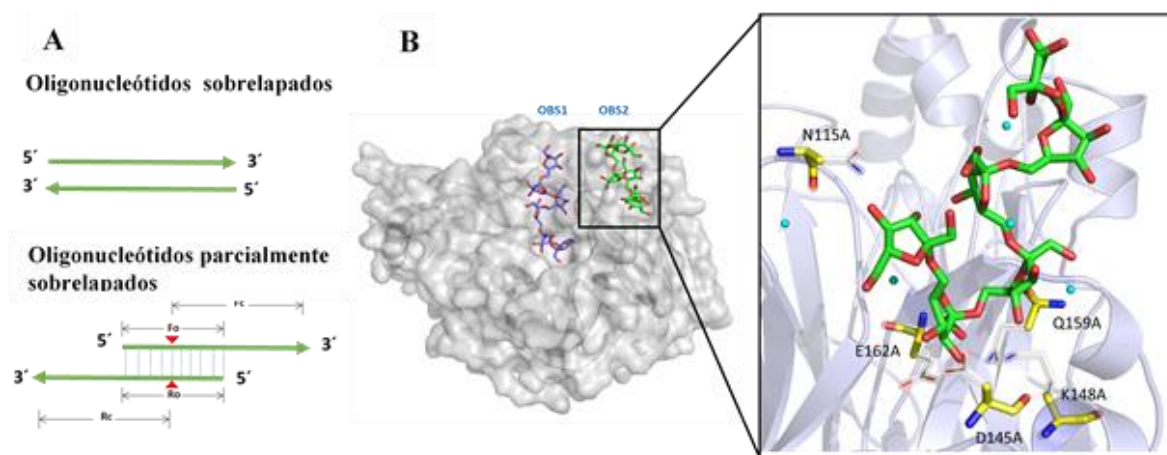 A
Oligonucleótidos sobrelapados
5´ 3´
3´ 5´
Oligonucleótidos parcialmente
sobrelapados
Fc
Fo
5´ 3´
3´ 5´
Ro
Rc
B
OBS1 OBS2
N115A
Q159A
E162A
K148A
D145A